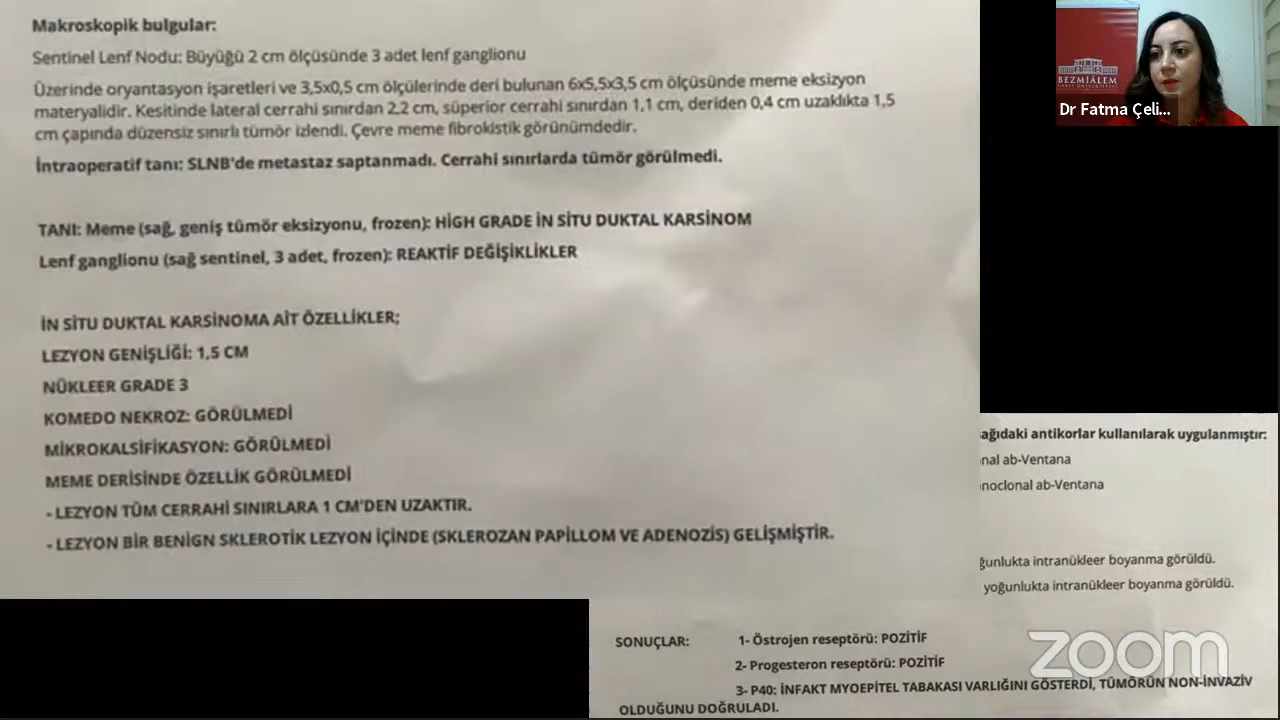 Makroskopik bulgular:
Sentinel Lenf Nodu: Büyüğü 2 cm ölçüsünde 3 adet lenf ganglionu
Üzerinde oryantasyon işaretleri ve 3,5x0,5 cm ölçülerinde deri bulunan 6x5,5x3,5 cm ölçüsünde meme eksizyon
materyalidir. Kesitinde lateral cerrahi sınırdan 2,2 cm, süperior cerrahi sınırdan 1,1 cm, deriden 0,4 cm uzaklıkta 1,5
cm çapında düzensiz sınırlı tümör izlendi. Çevre meme fibrokistik görünümdedir.
İntraoperatif tanı: SLNB'de metastaz saptanmadı. Cerrahi sınırlarda tümör görülmedi.
TANI: Meme (sağ, geniş tümör eksizyonu, frozen): HİGH GRADE İN SİTU DUKTAL KARSİNOM
Lenf ganglionu (sağ sentinel, 3 adet, frozen): REAKTİF DEĞİŞİKLİKLER
İN SİTU DUKTAL KARSİNOMA AİT ÖZELLİKLER;
LEZYON GENİŞLİĞİ: 1,5 CM
NÜKLEER GRADE 3
KOMEDO NEKROZ: GÖRÜLMEDİ
MİKROKALSİFİKASYON: GÖRÜLMEDİ
MEME DERİSİNDE ÖZELLİK GÖRÜLMEDİ
- LEZYON TÜM CERRAHİ SINIRLARA 1 CM'DEN UZAKTIR.
- LEZYON BİR BENİGN SKLEROTİK LEZYON İÇİNDE (SKLEROZAN PAPİLLOM VE ADENOZİS) GELİŞMİŞTİR.
BEZMİÂLEM
VAKIF ÜNİVERSİTESİ
Dr Fatma Çeli...
ağıdaki antikorlar kullanılarak uygulanmıştır:
nal ab-Ventana
noclonal ab-Ventana
ğunlukta intranükleer boyanma görüldü.
yoğunlukta intranükleer boyanma görüldü.
SONUÇLAR: 1- Östrojen reseptörü: POZİTİF
2- Progesteron reseptörü: POZİTİF
3- P40: İNFAKT MYOEPİTEL TABAKASI VARLIĞINI GÖSTERDİ, TÜMÖRÜN NON-İNVAZİV
OLDUĞUNU DOĞRULADI.
zoom